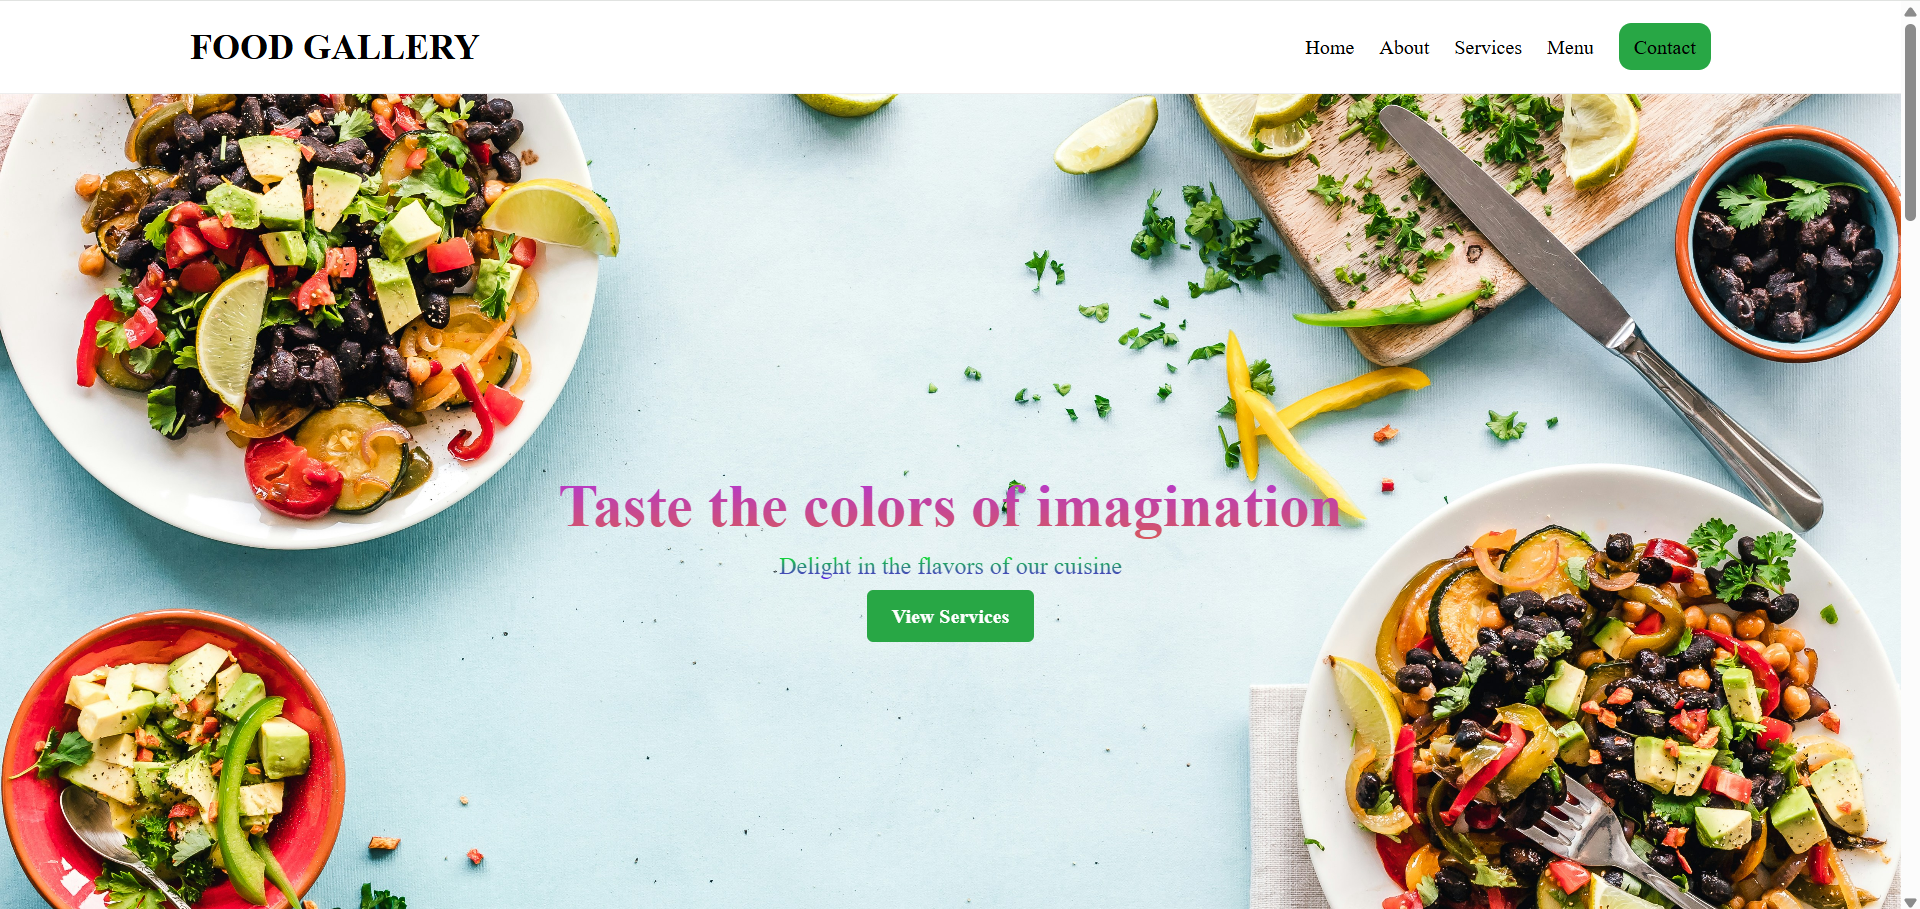 FOOD GALLERY
Home About Services Menu Contact
Taste the colors of imagination
Delight in the flavors of our cuisine
View Services